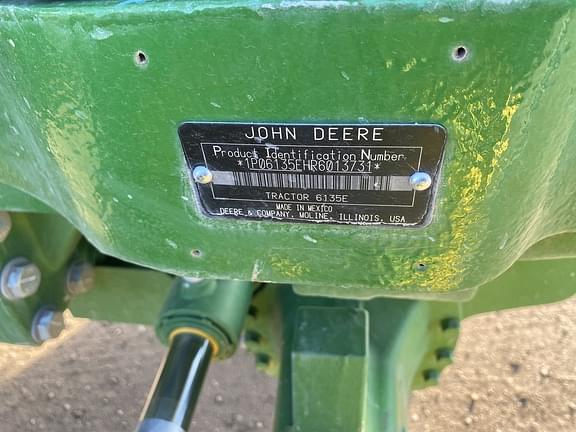 JOHN DEERE
Product Identification Number
*1P06135EHR6013731*
TRACTOR 6135E
MADE IN MEXICO
DEERE & COMPANY, MOLINE, ILLINOIS, USA